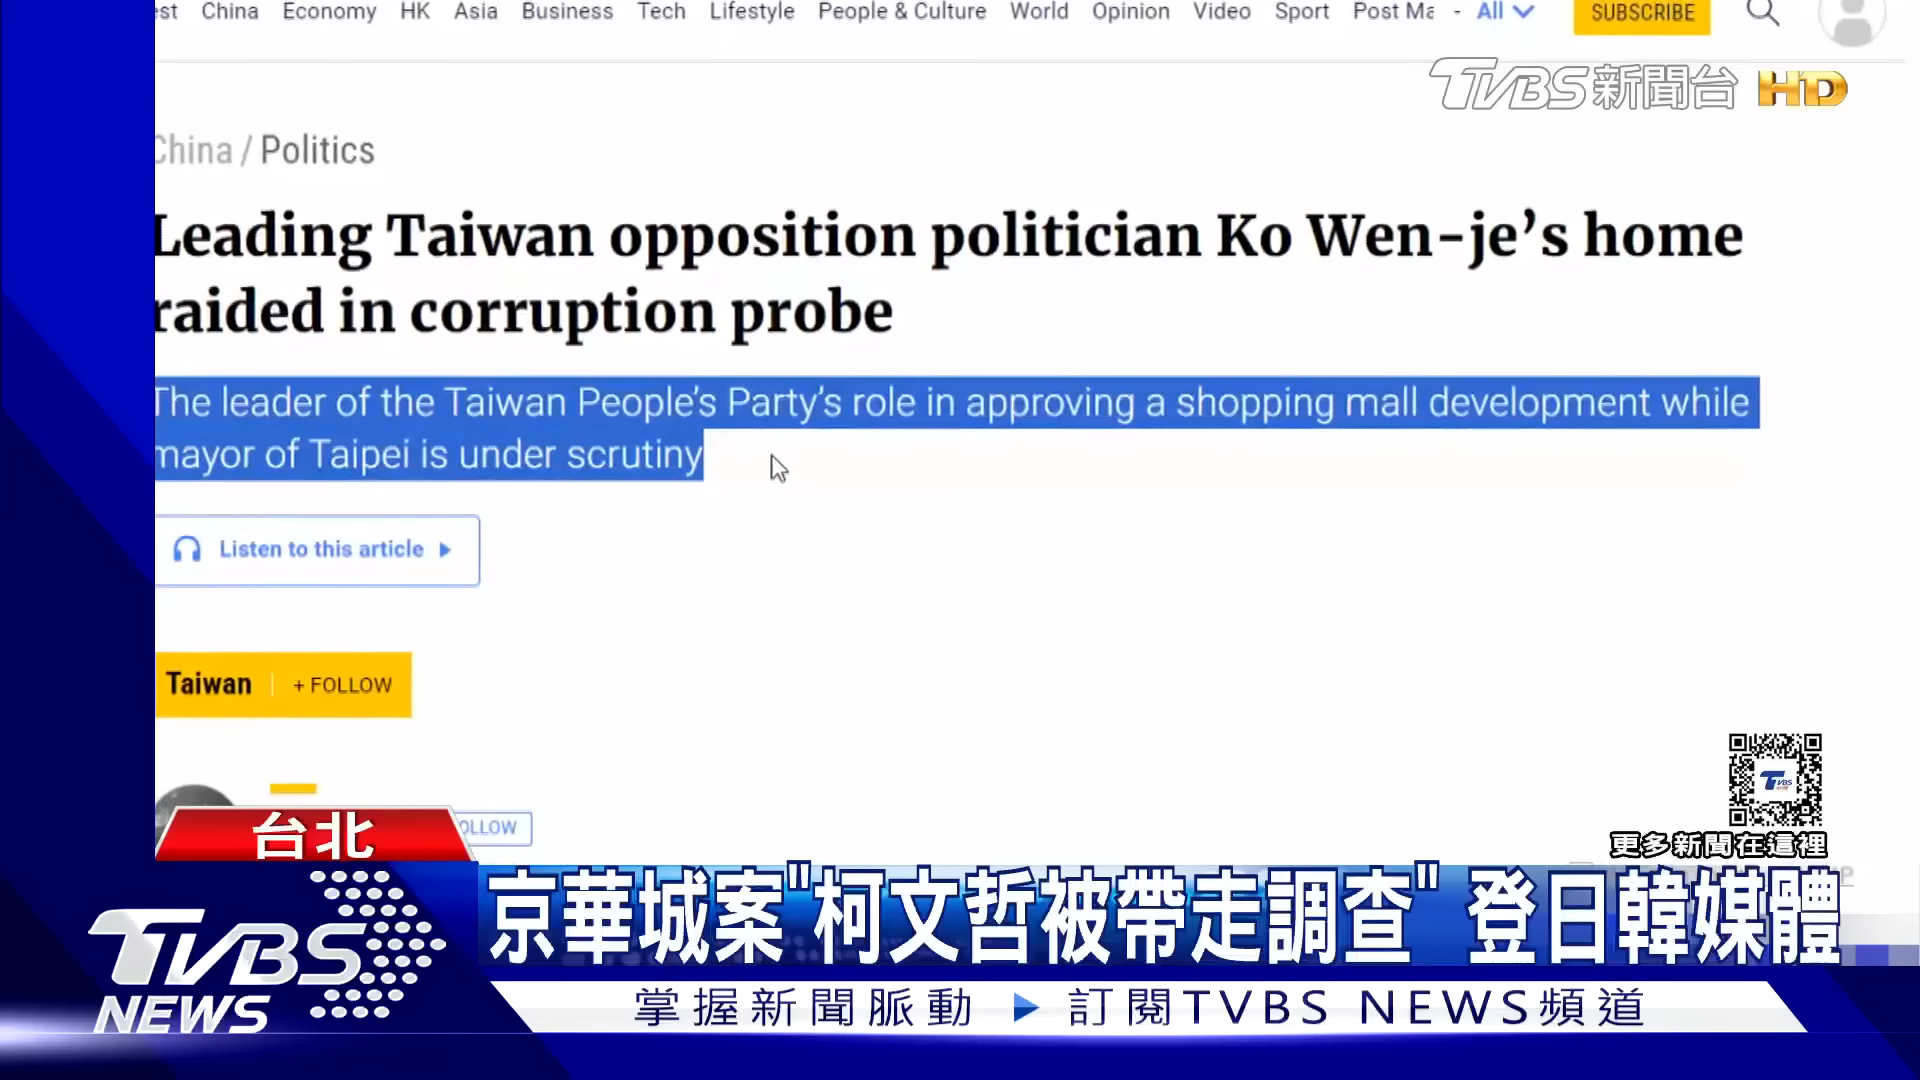 China Economy HK Asia Business Tech Lifestyle People & Culture World Opinion Video Sport Post - All SUBSCRIBE
TVBS新聞台 HD
China / Politics
Leading Taiwan opposition politician Ko Wen-je’s home
raided in corruption probe
The leader of the Taiwan People’s Party’s role in approving a shopping mall development while
mayor of Taipei is under scrutiny
Listen to this article
Taiwan + FOLLOW
TVBS
更多新聞在這裡
台北
京華城案"柯文哲被帶走調查" 登日韓媒體
TVBS
NEWS
掌握新聞脈動 ▶ 訂閱TVBS NEWS頻道